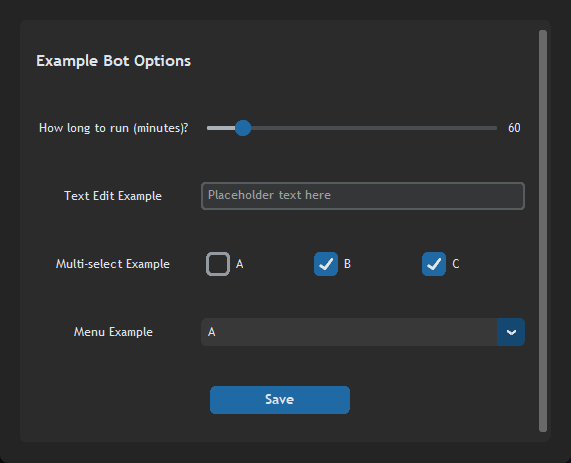 Example Bot Options
How long to run (minutes)? 60
Text Edit Example Placeholder text here
Multi-select Example A B C
Menu Example A
Save